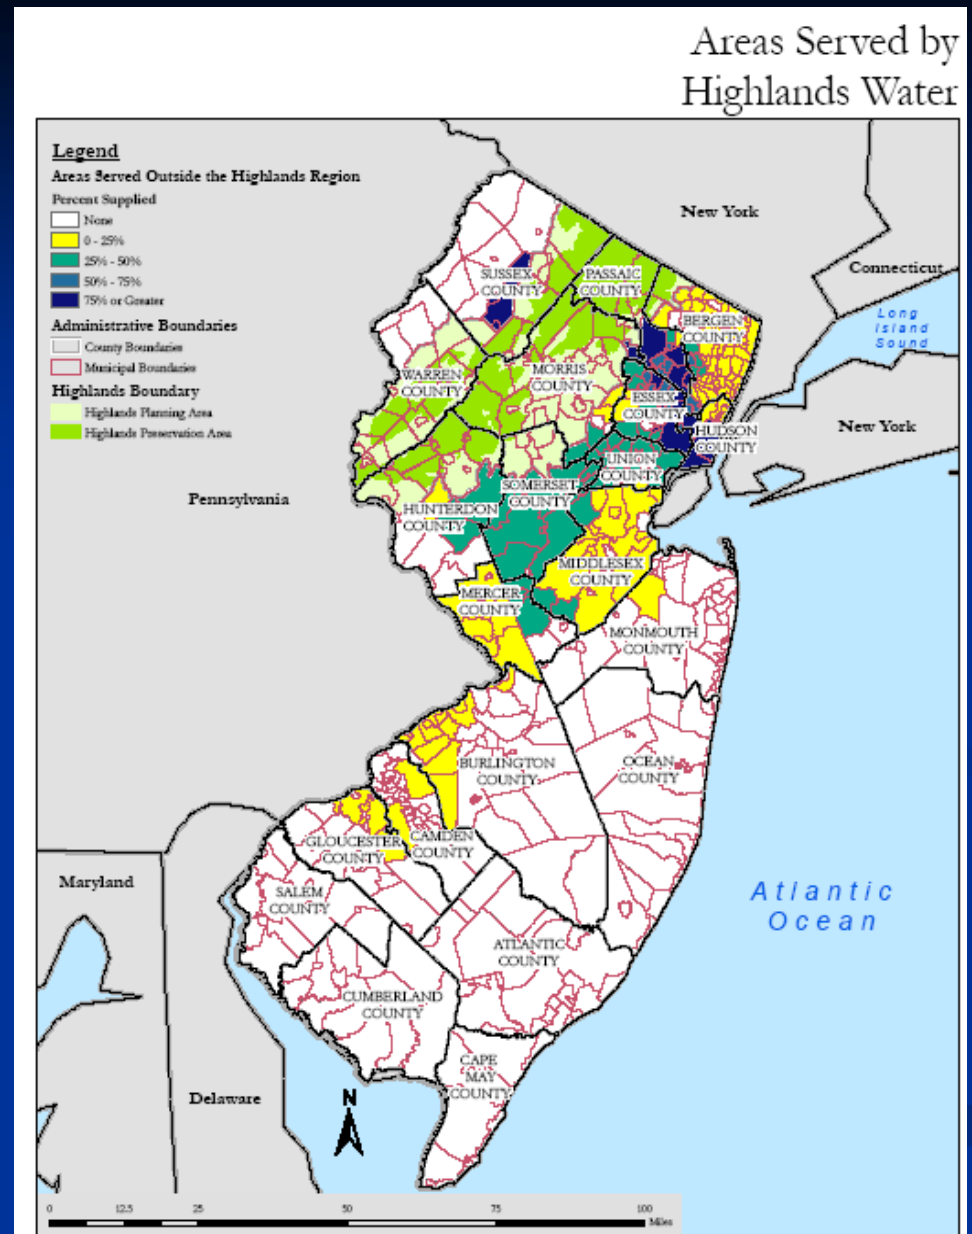 Areas Served by
Highlands Water
Legend
Areas Served Outside the Highlands Region
Percent Supplied
None
0 - 25%
25% - 50%
50% - 75%
75% or Greater
Administrative Boundaries
County Boundaries
Municipal Boundaries
Highlands Boundary
Highlands Planning Area
Highlands Preservation Area
New York
Connecticut
Long
Island
Sound
New York
Pennsylvania
SUSSEX
COUNTY
PASSAIC
COUNTY
BERGEN
COUNTY
WARREN
COUNTY
MORRIS
COUNTY
ESSEX
COUNTY
HUDSON
COUNTY
UNION
COUNTY
SOMERSET
COUNTY
HUNTERDON
COUNTY
MIDDLESEX
COUNTY
MERCER
COUNTY
MONMOUTH
COUNTY
BURLINGTON
COUNTY
OCEAN
COUNTY
CAMDEN
COUNTY
GLOUCESTER
COUNTY
SALEM
COUNTY
ATLANTIC
COUNTY
CUMBERLAND
COUNTY
CAPE
MAY
COUNTY
Maryland
Atlantic
Ocean
Delaware
N
0 12.5 25 50 75 100
Miles